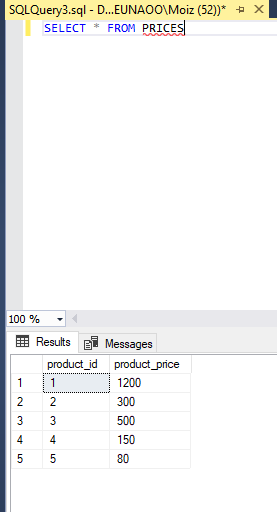 SQLQuery3.sql - D...EUNAOO\Moiz (52))*
SELECT * FROM PRICES
100 %
Results Messages
product_id product_price
1 1 1200
2 2 300
3 3 500
4 4 150
5 5 80